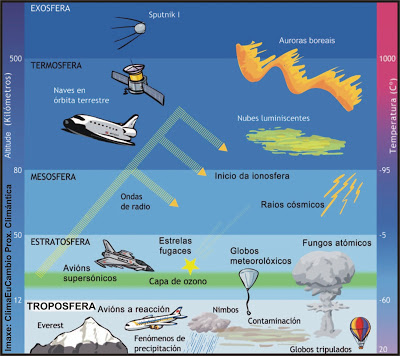 EXOSFERA
Sputnik I
Auroras boreais
500
1000
TERMOSFERA
Naves en
órbita terrestre
Nubes luminiscentes
Altitude (Kilómetros)
Temperatura (Cº)
80
-95
Inicio da ionosfera
MESOSFERA
Ondas
de radio
Raios cósmicos
50
-5
ESTRATOSFERA
Estrelas
fugaces
Fungos atómicos
Globos
meteorolóxicos
Avións
supersónicos
Capa de ozono
12
-60
TROPOSFERA
Avións a reacción
Nimbos
Contaminación
Everest
Fenómenos de
precipitación
Globos tripulados
20
Imaxe: ClimaEuCambio Prox. Climántica